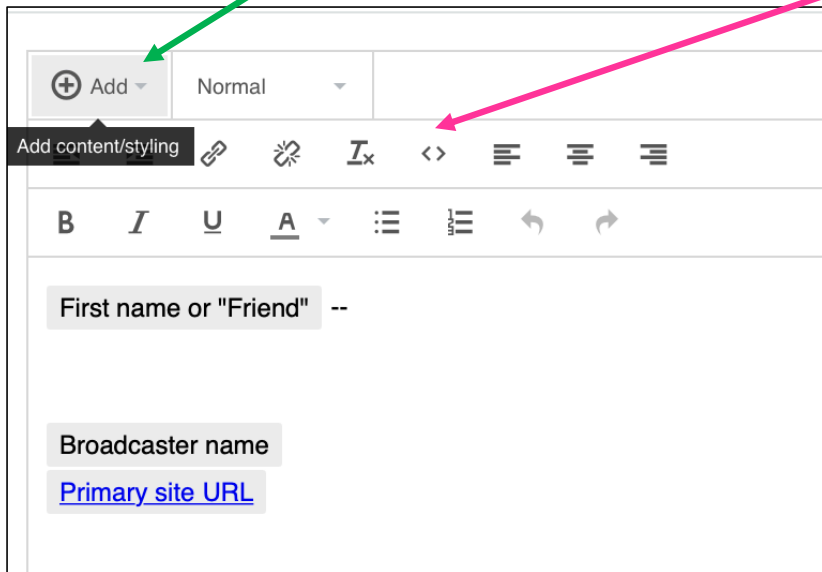 Add Normal
Add content/styling
B I U A
First name or "Friend" --
Broadcaster name
Primary site URL